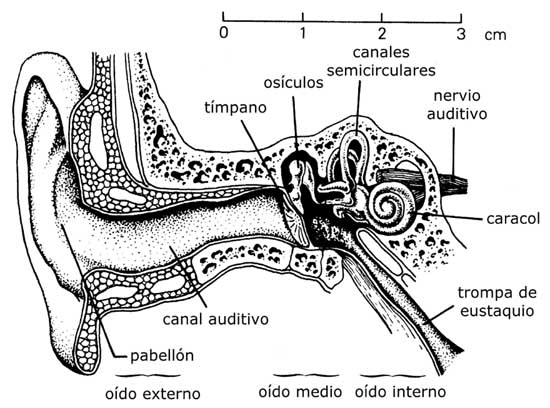 0 1 2 3 cm
canales
semicirculares
osículos
tímpano
nervio
auditivo
caracol
trompa de
eustaquio
canal auditivo
pabellón
oído externo oído medio oído interno